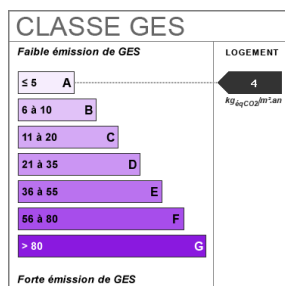 CLASSE GES
Faible émission de GES
LOGEMENT
≤ 5 A
4
kgéqCO2/m².an
6 à 10 B
11 à 20 C
21 à 35 D
36 à 55 E
56 à 80 F
> 80 G
Forte émission de GES